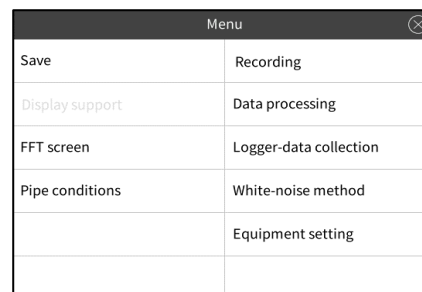 Menu
Save
Recording
Display support
Data processing
FFT screen
Logger-data collection
Pipe conditions
White-noise method
Equipment setting